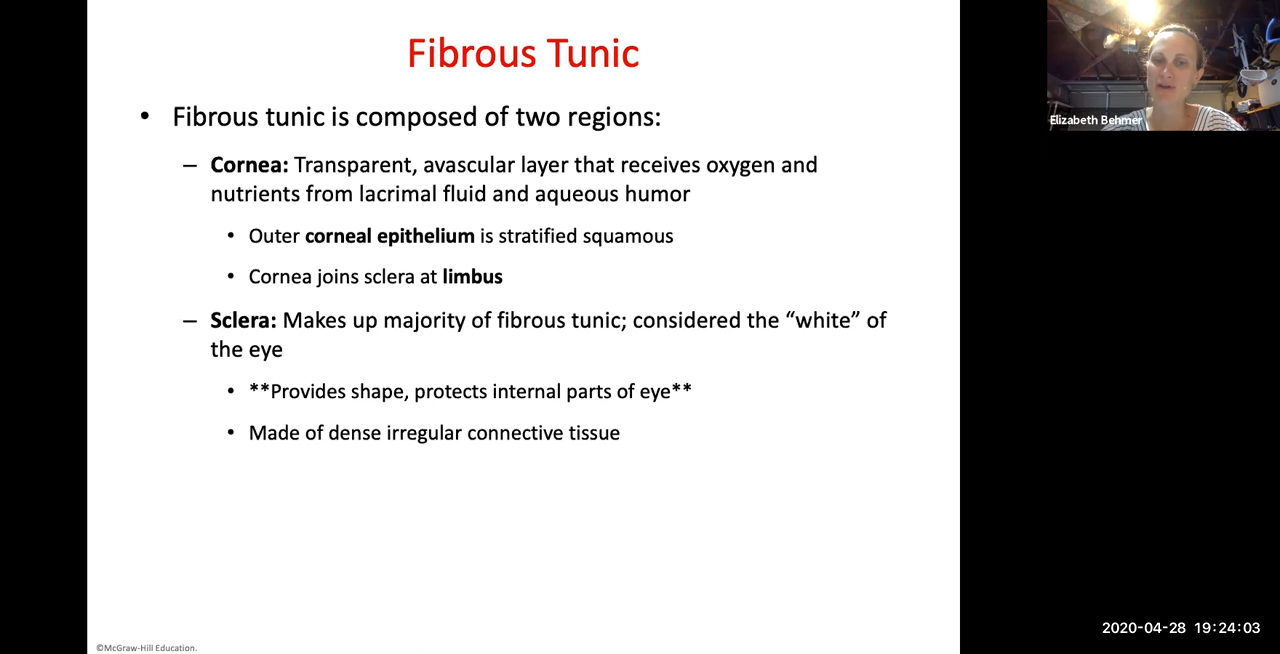 Fibrous Tunic
• Fibrous tunic is composed of two regions:
– Cornea: Transparent, avascular layer that receives oxygen and
nutrients from lacrimal fluid and aqueous humor
• Outer corneal epithelium is stratified squamous
• Cornea joins sclera at limbus
– Sclera: Makes up majority of fibrous tunic; considered the “white” of
the eye
• **Provides shape, protects internal parts of eye**
• Made of dense irregular connective tissue
©McGraw-Hill Education.
Elizabeth Behmer
2020-04-28 19:24:03